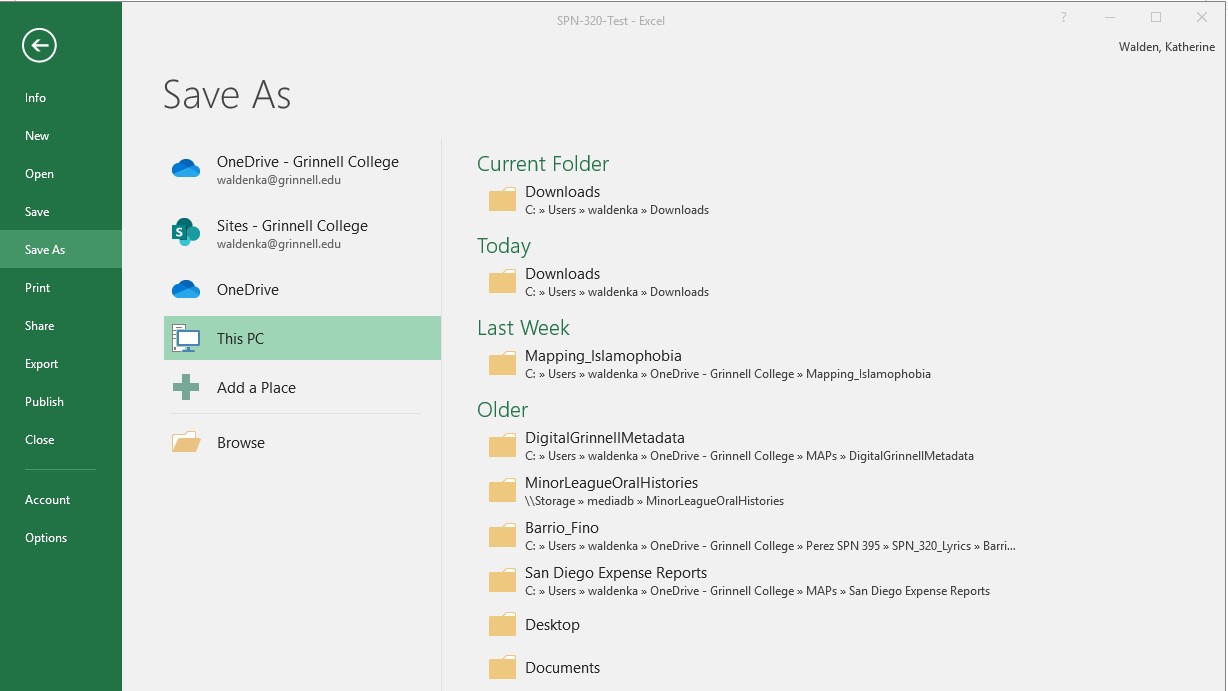 SPN-320-Test - Excel
?
Walden, Katherine
Info
New
Open
Save
Save As
Print
Share
Export
Publish
Close
Account
Options
Save As
OneDrive - Grinnell College
waldenka@grinnell.edu
S
Sites - Grinnell College
waldenka@grinnell.edu
OneDrive
This PC
Add a Place
Browse
Current Folder
Downloads
C: » Users » waldenka » Downloads
Today
Downloads
C: » Users » waldenka » Downloads
Last Week
Mapping_Islamophobia
C: » Users » waldenka » OneDrive - Grinnell College » Mapping_Islamophobia
Older
DigitalGrinnellMetadata
C: » Users » waldenka » OneDrive - Grinnell College » MAPs » DigitalGrinnellMetadata
MinorLeagueOralHistories
\\Storage » mediadb » MinorLeagueOralHistories
Barrio_Fino
C: » Users » waldenka » OneDrive - Grinnell College » Perez SPN 395 » SPN_320_Lyrics » Barri...
San Diego Expense Reports
C: » Users » waldenka » OneDrive - Grinnell College » MAPs » San Diego Expense Reports
Desktop
Documents